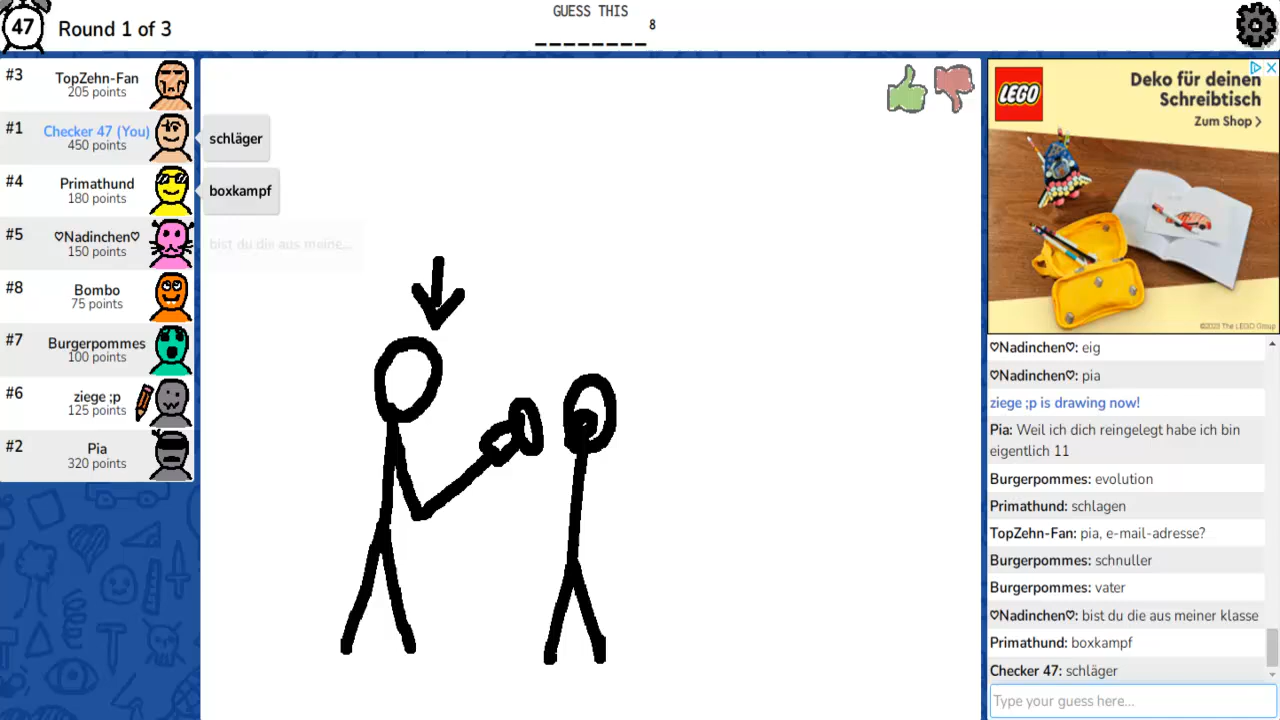 47
Round 1 of 3
GUESS THIS
________ 8
#3
TopZehn-Fan
205 points
#1
Checker 47 (You)
450 points
schläger
#4
Primathund
180 points
boxkampf
#5
♡Nadinchen♡
150 points
bist du die aus meine...
#8
Bombo
75 points
#7
Burgerpommes
100 points
#6
ziege ;p
125 points
#2
Pia
320 points
LEGO
Deko für deinen
Schreibtisch
Zum Shop >
©2023 The LEGO Group
♡Nadinchen♡: eig
♡Nadinchen♡: pia
ziege ;p is drawing now!
Pia: Weil ich dich reingelegt habe ich bin
eigentlich 11
Burgerpommes: evolution
Primathund: schlagen
TopZehn-Fan: pia, e-mail-adresse?
Burgerpommes: schnuller
Burgerpommes: vater
♡Nadinchen♡: bist du die aus meiner klasse
Primathund: boxkampf
Checker 47: schläger
Type your guess here...